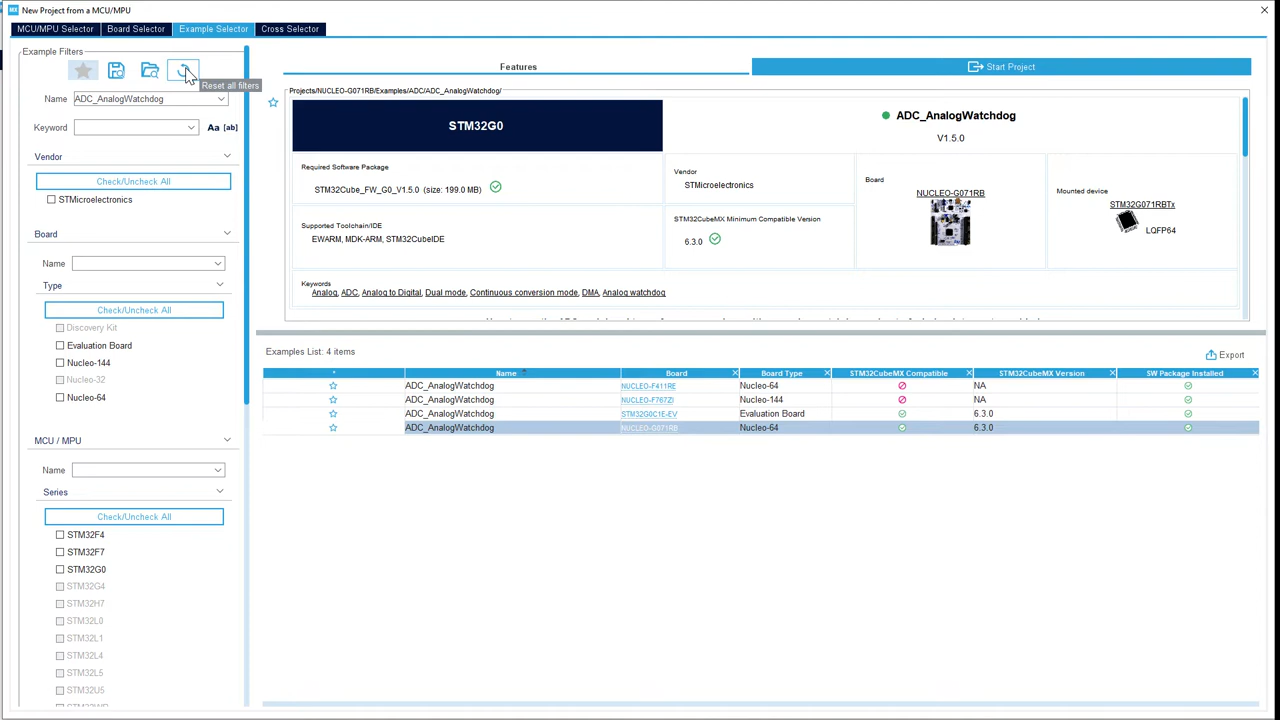 MX New Project from a MCU/MPU
MCU/MPU Selector Board Selector Example Selector Cross Selector
Example Filters
Reset all filters
Name ADC_AnalogWatchdog
Keyword Aa [ab]
Vendor
Check/Uncheck All
STMicroelectronics
Board
Name
Type
Check/Uncheck All
Discovery Kit
Evaluation Board
Nucleo-144
Nucleo-32
Nucleo-64
MCU / MPU
Name
Series
Check/Uncheck All
STM32F4
STM32F7
STM32G0
STM32G4
STM32H7
STM32L0
STM32L1
STM32L4
STM32L5
STM32U5
Features
Start Project
Projects/NUCLEO-G071RB/Examples/ADC/ADC_AnalogWatchdog/
STM32G0
ADC_AnalogWatchdog
V1.5.0
Required Software Package
STM32Cube_FW_G0_V1.5.0 (size: 199.0 MB)
Supported Toolchain/IDE
EWARM, MDK-ARM, STM32CubeIDE
Vendor
STMicroelectronics
STM32CubeMX Minimum Compatible Version
6.3.0
Board
NUCLEO-G071RB
Mounted device
STM32G071RBTx
LQFP64
Keywords
Analog, ADC, Analog to Digital, Dual mode, Continuous conversion mode, DMA, Analog watchdog
Examples List: 4 items
Export
* Name Board Board Type STM32CubeMX Compatible STM32CubeMX Version SW Package Installed
ADC_AnalogWatchdog NUCLEO-F411RE Nucleo-64 NA
ADC_AnalogWatchdog NUCLEO-F767ZI Nucleo-144 NA
ADC_AnalogWatchdog STM32G0C1E-EV Evaluation Board 6.3.0
ADC_AnalogWatchdog NUCLEO-G071RB Nucleo-64 6.3.0